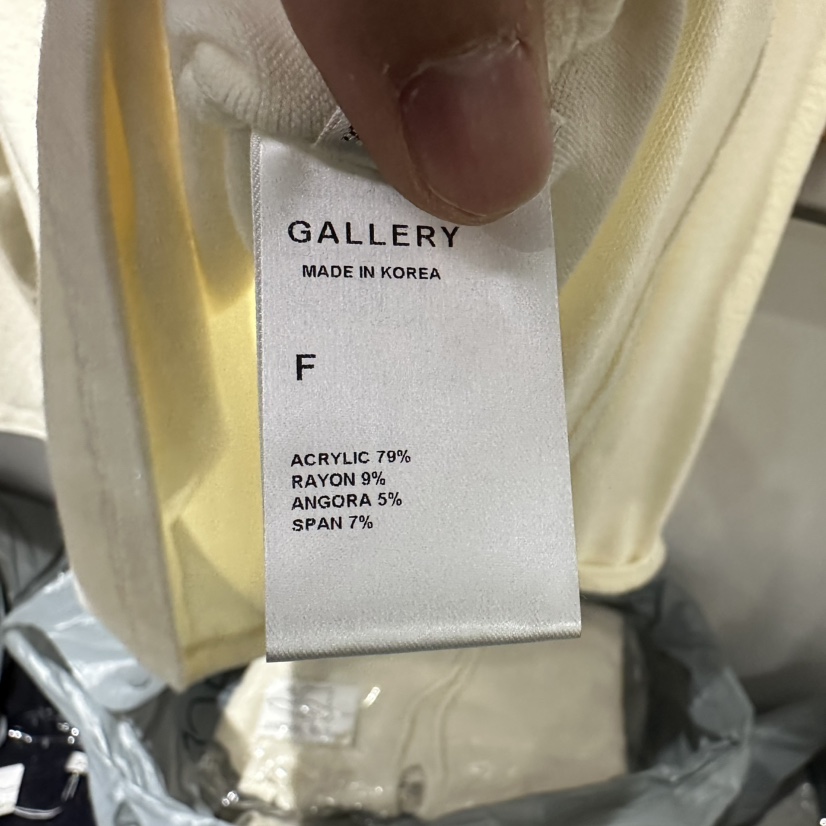 GALLERY
MADE IN KOREA
F
ACRYLIC 79%
RAYON 9%
ANGORA 5%
SPAN 7%